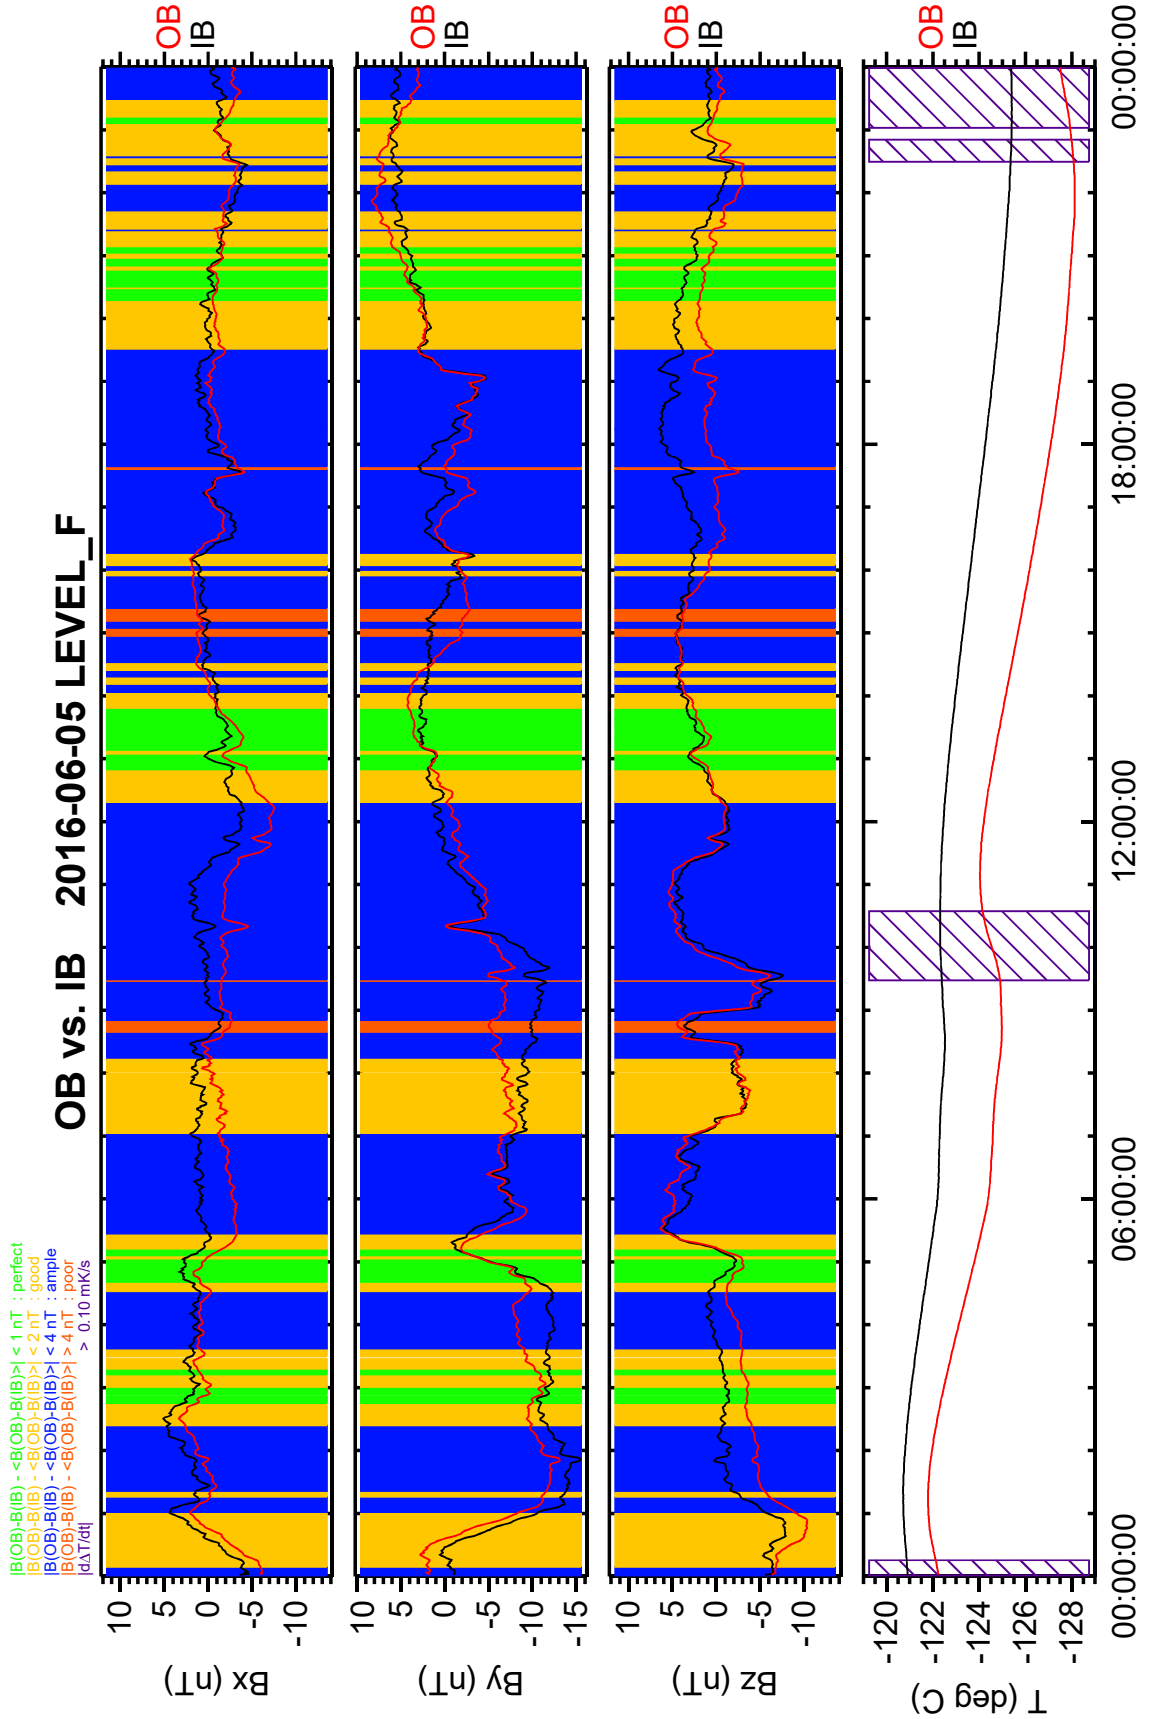 |B(OB)-B(IB) - <B(OB)-B(IB)>| < 1 nT : perfect
|B(OB)-B(IB) - <B(OB)-B(IB)>| < 2 nT : good
|B(OB)-B(IB) - <B(OB)-B(IB)>| < 4 nT : ample
|B(OB)-B(IB) - <B(OB)-B(IB)>| > 4 nT : poor
|dΔT/dt| > 0.10 mK/s
OB vs. IB 2016-06-05 LEVEL_F
Bx (nT)
10
5
0
-5
-10
OB
IB
By (nT)
10
5
0
-5
-10
-15
OB
IB
Bz (nT)
10
5
0
-5
-10
OB
IB
T (deg C)
-120
-122
-124
-126
-128
OB
IB
00:00:00 06:00:00 12:00:00 18:00:00 00:00:00